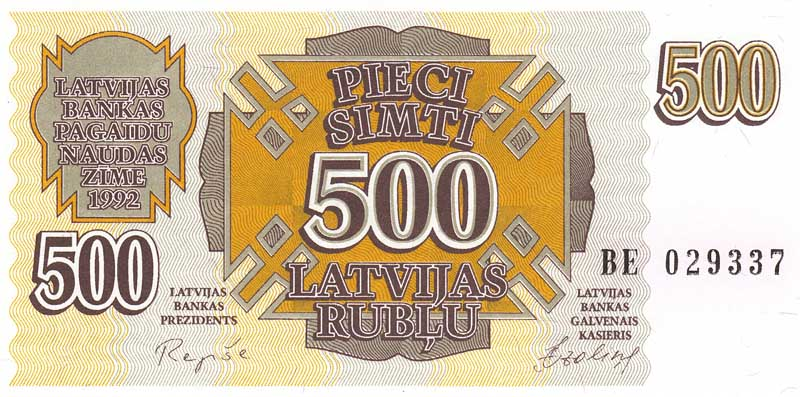 LATVIJAS
BANKAS
PAGAIDU
NAUDAS
ZĪME
1992
PIECI
SIMTI
500
500
LATVIJAS
RUBĻU
500
BE 029337
LATVIJAS
BANKAS
PREZIDENTS
Repše
LATVIJAS
BANKAS
GALVENAIS
KASIERIS